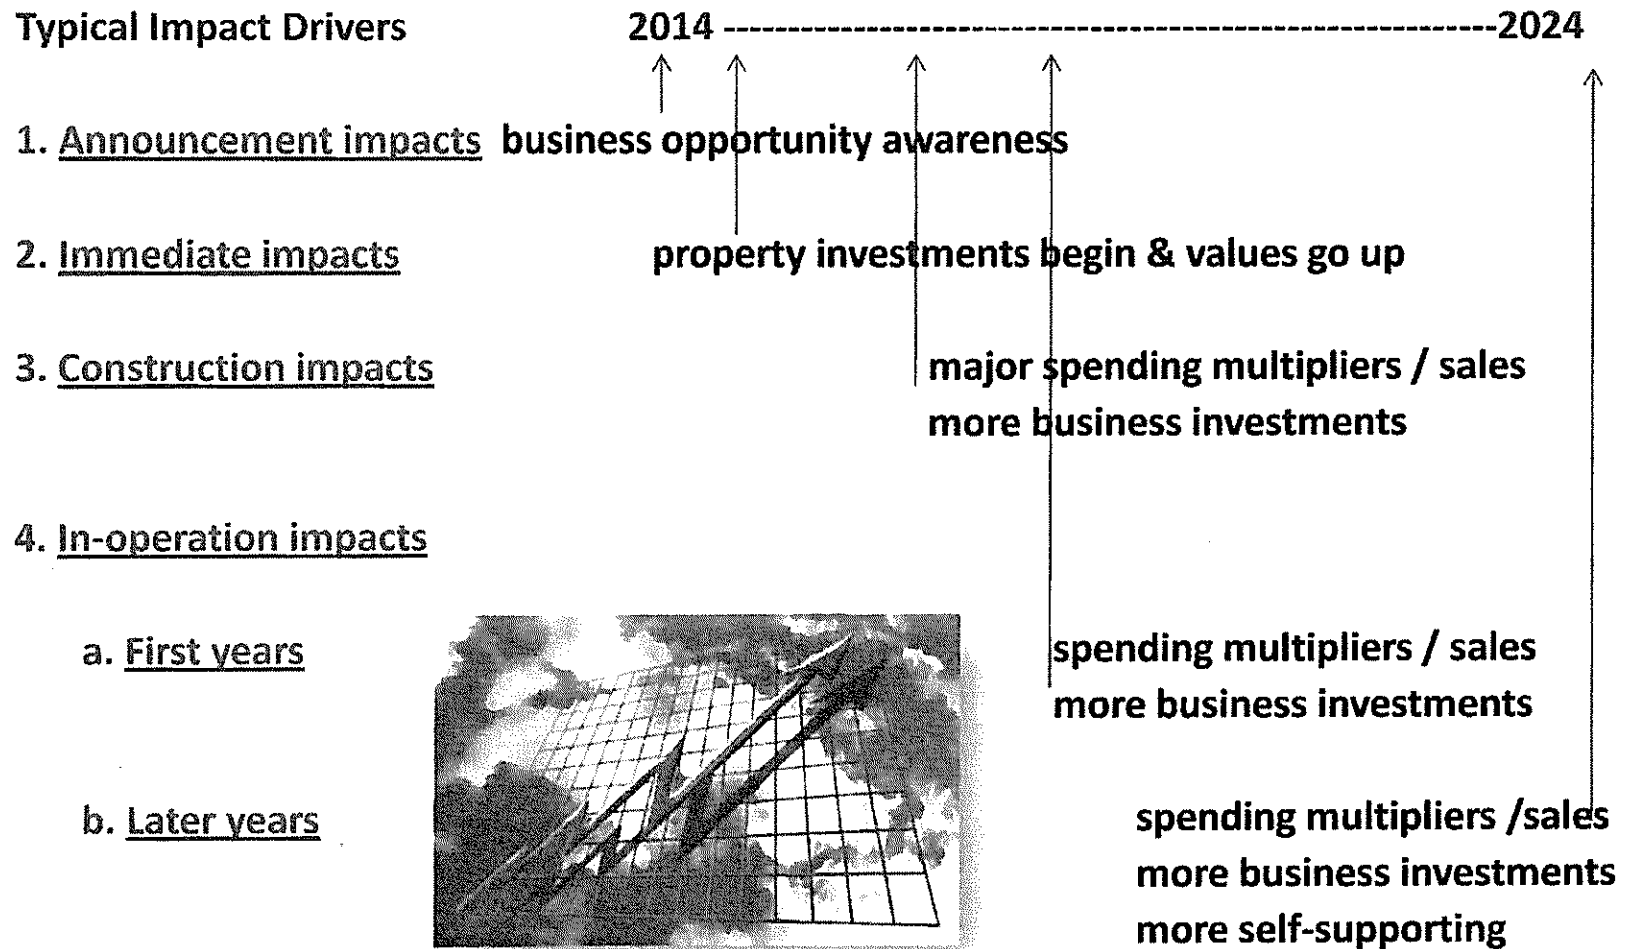 Typical Impact Drivers 2014 ------------------------------------------------------------2024
1. Announcement impacts business opportunity awareness
2. Immediate impacts property investments begin & values go up
3. Construction impacts major spending multipliers / sales
more business investments
4. In-operation impacts
a. First years spending multipliers / sales
more business investments
b. Later years spending multipliers /sales
more business investments
more self-supporting